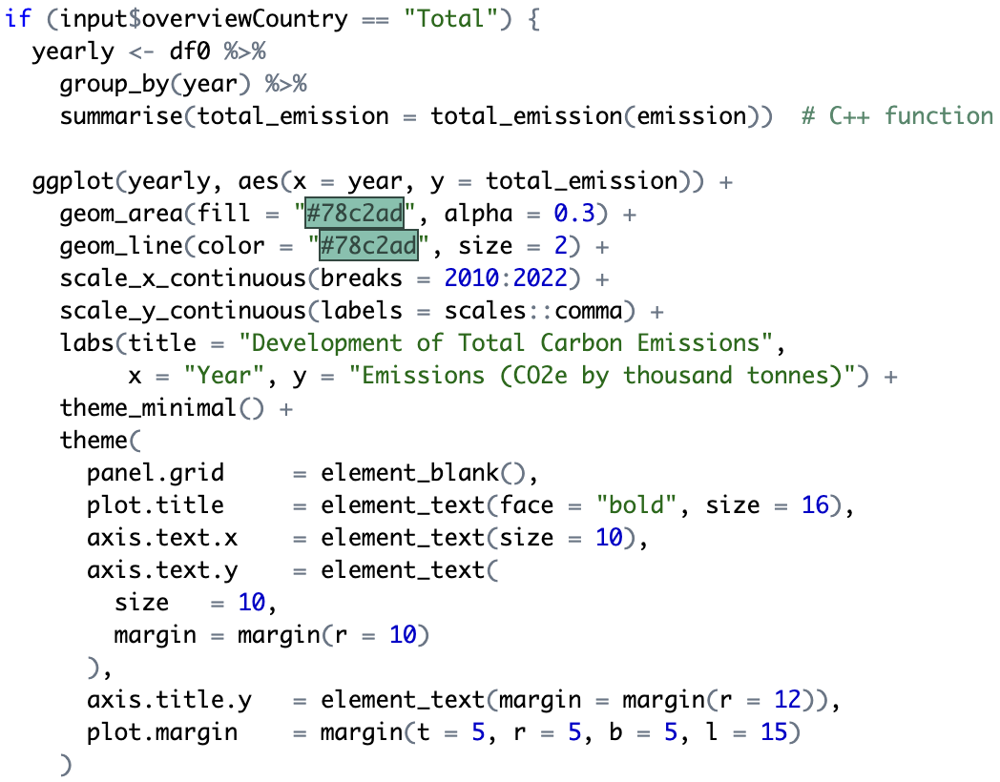 if (input$overviewCountry == "Total") {
  yearly <- df0 %>%
    group_by(year) %>%
    summarise(total_emission = total_emission(emission))  # C++ function

  ggplot(yearly, aes(x = year, y = total_emission)) +
    geom_area(fill = "#78c2ad", alpha = 0.3) +
    geom_line(color = "#78c2ad", size = 2) +
    scale_x_continuous(breaks = 2010:2022) +
    scale_y_continuous(labels = scales::comma) +
    labs(title = "Development of Total Carbon Emissions",
         x = "Year", y = "Emissions (CO2e by thousand tonnes)") +
    theme_minimal() +
    theme(
      panel.grid     = element_blank(),
      plot.title     = element_text(face = "bold", size = 16),
      axis.text.x    = element_text(size = 10),
      axis.text.y    = element_text(
        size   = 10,
        margin = margin(r = 10)
      ),
      axis.title.y   = element_text(margin = margin(r = 12)),
      plot.margin    = margin(t = 5, r = 5, b = 5, l = 15)
    )